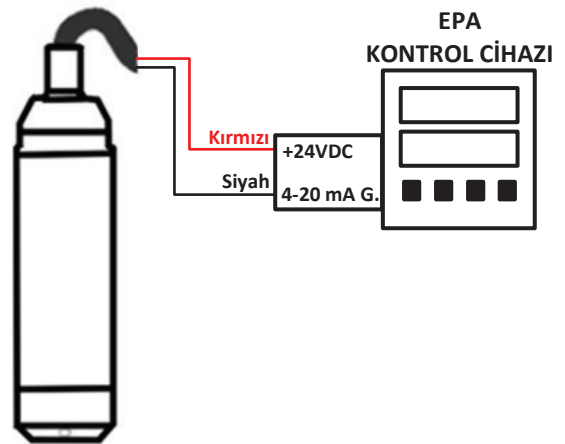 EPA
KONTROL CİHAZI
Kırmızı
+24VDC
Siyah
4-20 mA G.